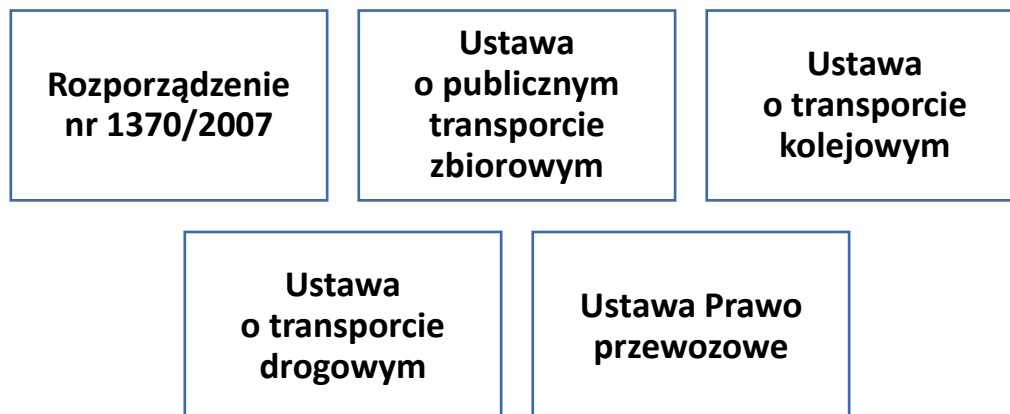 Rozporządzenie
nr 1370/2007
Ustawa
o publicznym
transporcie
zbiorowym
Ustawa
o transporcie
kolejowym
Ustawa
o transporcie
drogowym
Ustawa Prawo
przewozowe